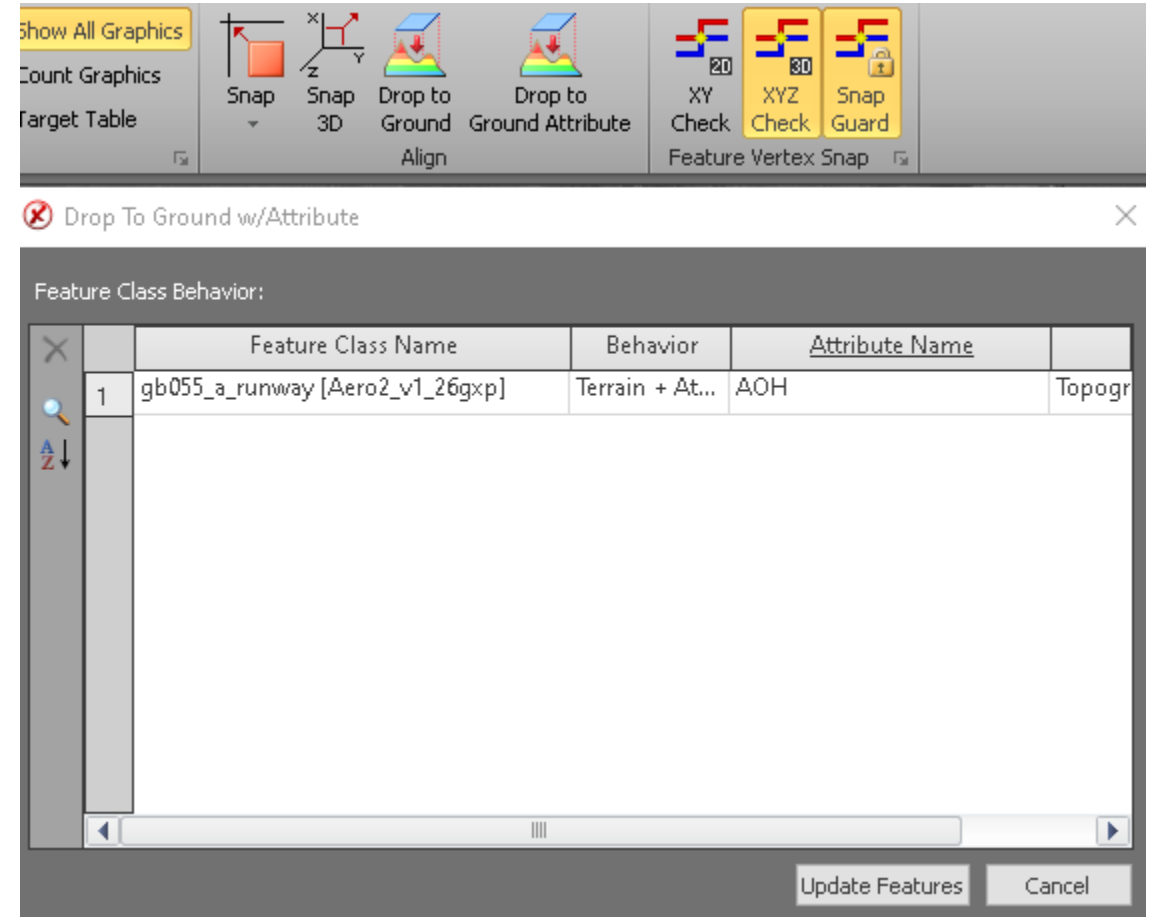 Show All Graphics
Count Graphics
Target Table
Snap
Snap 3D
Drop to Ground
Drop to Ground Attribute
Align
2D
XY Check
3D
XYZ Check
Snap Guard
Feature Vertex Snap
X
Y
Z
Drop To Ground w/Attribute
Feature Class Behavior:
Feature Class Name Behavior Attribute Name
1 gb055_a_runway [Aero2_v1_26gxp] Terrain + At... AOH Topogr
A
Z
Update Features Cancel